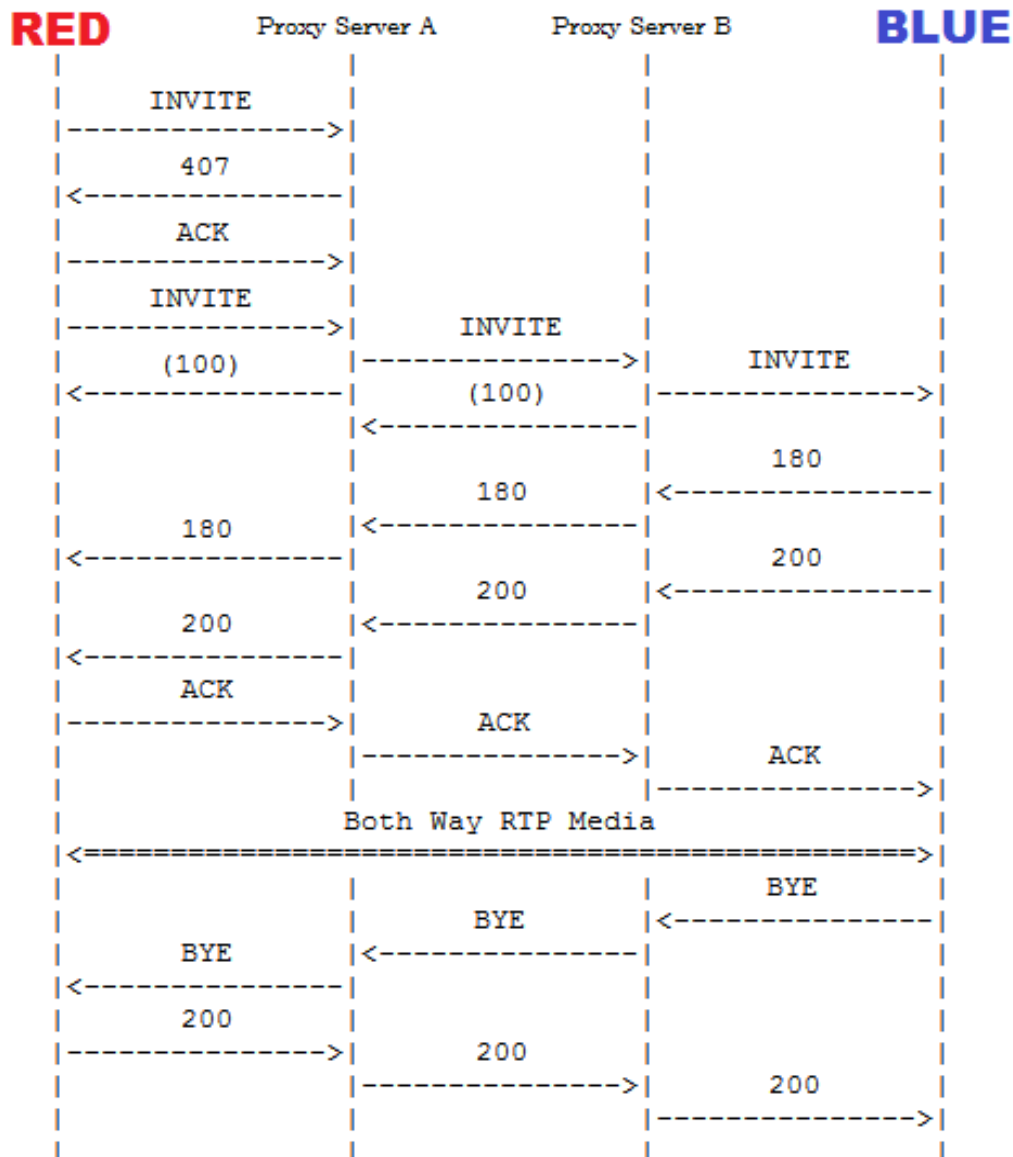 RED Proxy Server A Proxy Server B BLUE
INVITE
407
ACK
INVITE
INVITE
(100) INVITE
(100)
180
180
180
200
200
200
ACK
ACK
ACK
Both Way RTP Media
BYE
BYE
BYE
200
200
200